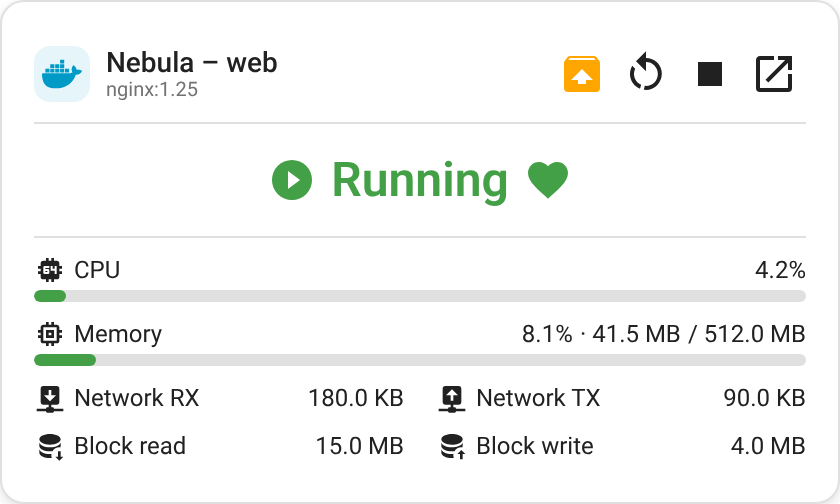 Nebula – web
nginx:1.25
Running
64
CPU 4.2%
Memory 8.1% · 41.5 MB / 512.0 MB
Network RX 180.0 KB Network TX 90.0 KB
Block read 15.0 MB Block write 4.0 MB